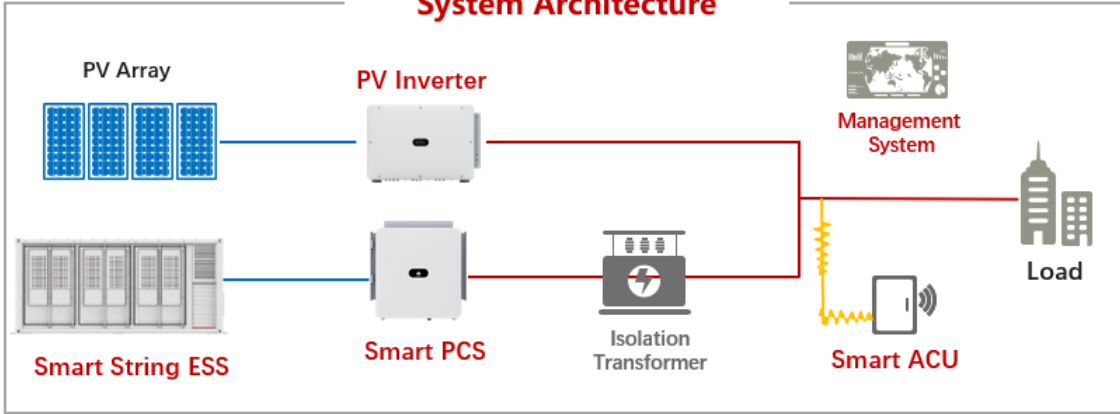 System Architecture
PV Array
PV Inverter
Management
System
Load
Smart String ESS
Smart PCS
Isolation
Transformer
Smart ACU